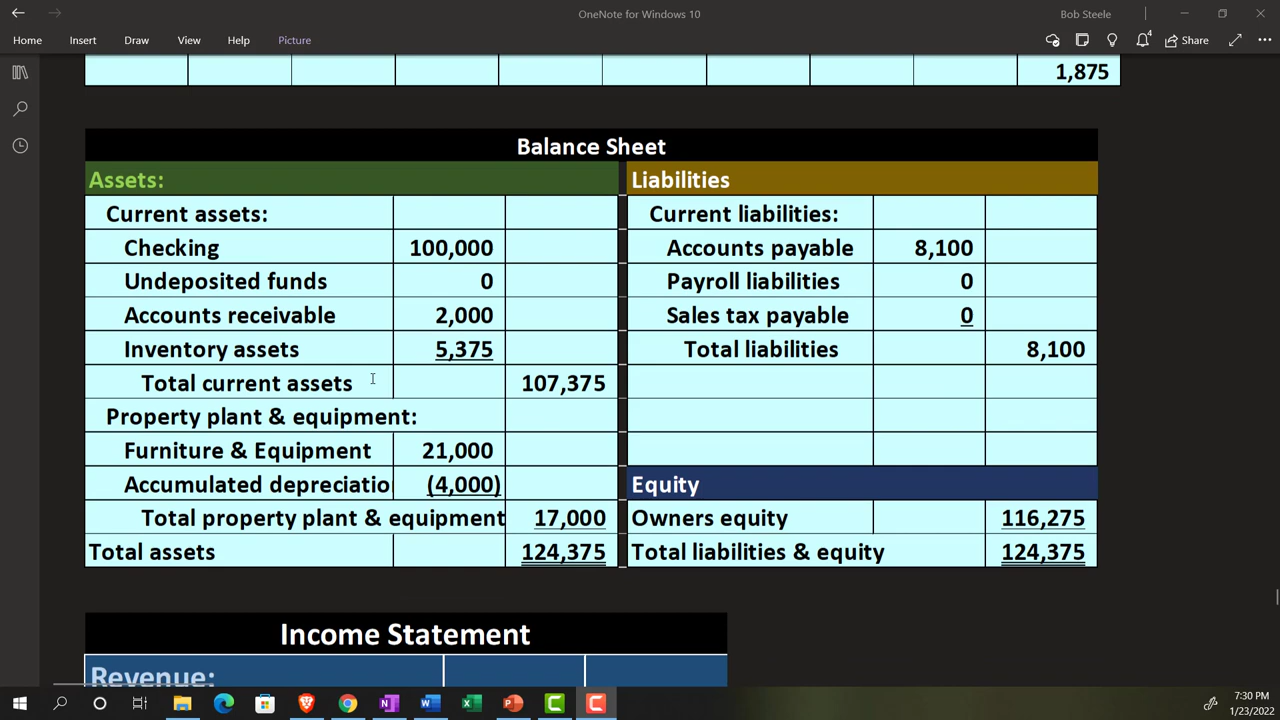 OneNote for Windows 10
Bob Steele
Home Insert Draw View Help Picture
4
Share
1,875
Balance Sheet
Assets: Liabilities
Current assets: Current liabilities:
Checking 100,000 Accounts payable 8,100
Undeposited funds 0 Payroll liabilities 0
Accounts receivable 2,000 Sales tax payable 0
Inventory assets 5,375 Total liabilities 8,100
Total current assets 107,375
Property plant & equipment:
Furniture & Equipment 21,000
Accumulated depreciatio (4,000) Equity
Total property plant & equipment 17,000 Owners equity 116,275
Total assets 124,375 Total liabilities & equity 124,375
Income Statement
Revenue:
7:30 PM
1/23/2022